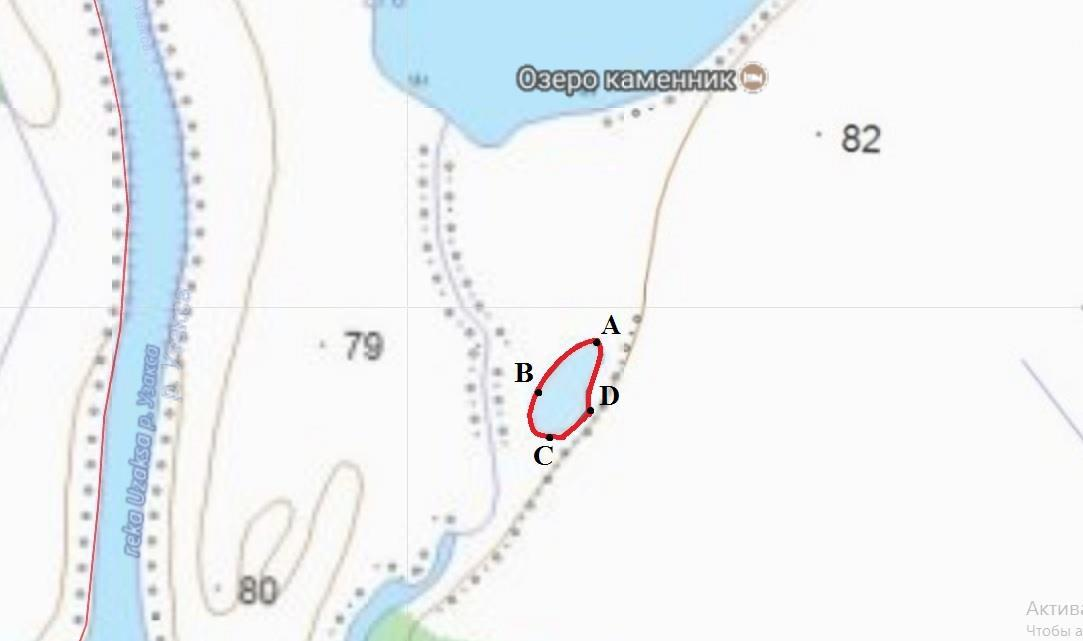 Озеро каменник
82
79
A
B
D
C
reka Uzaksa р. Узакса
80
Актива
Чтобы а